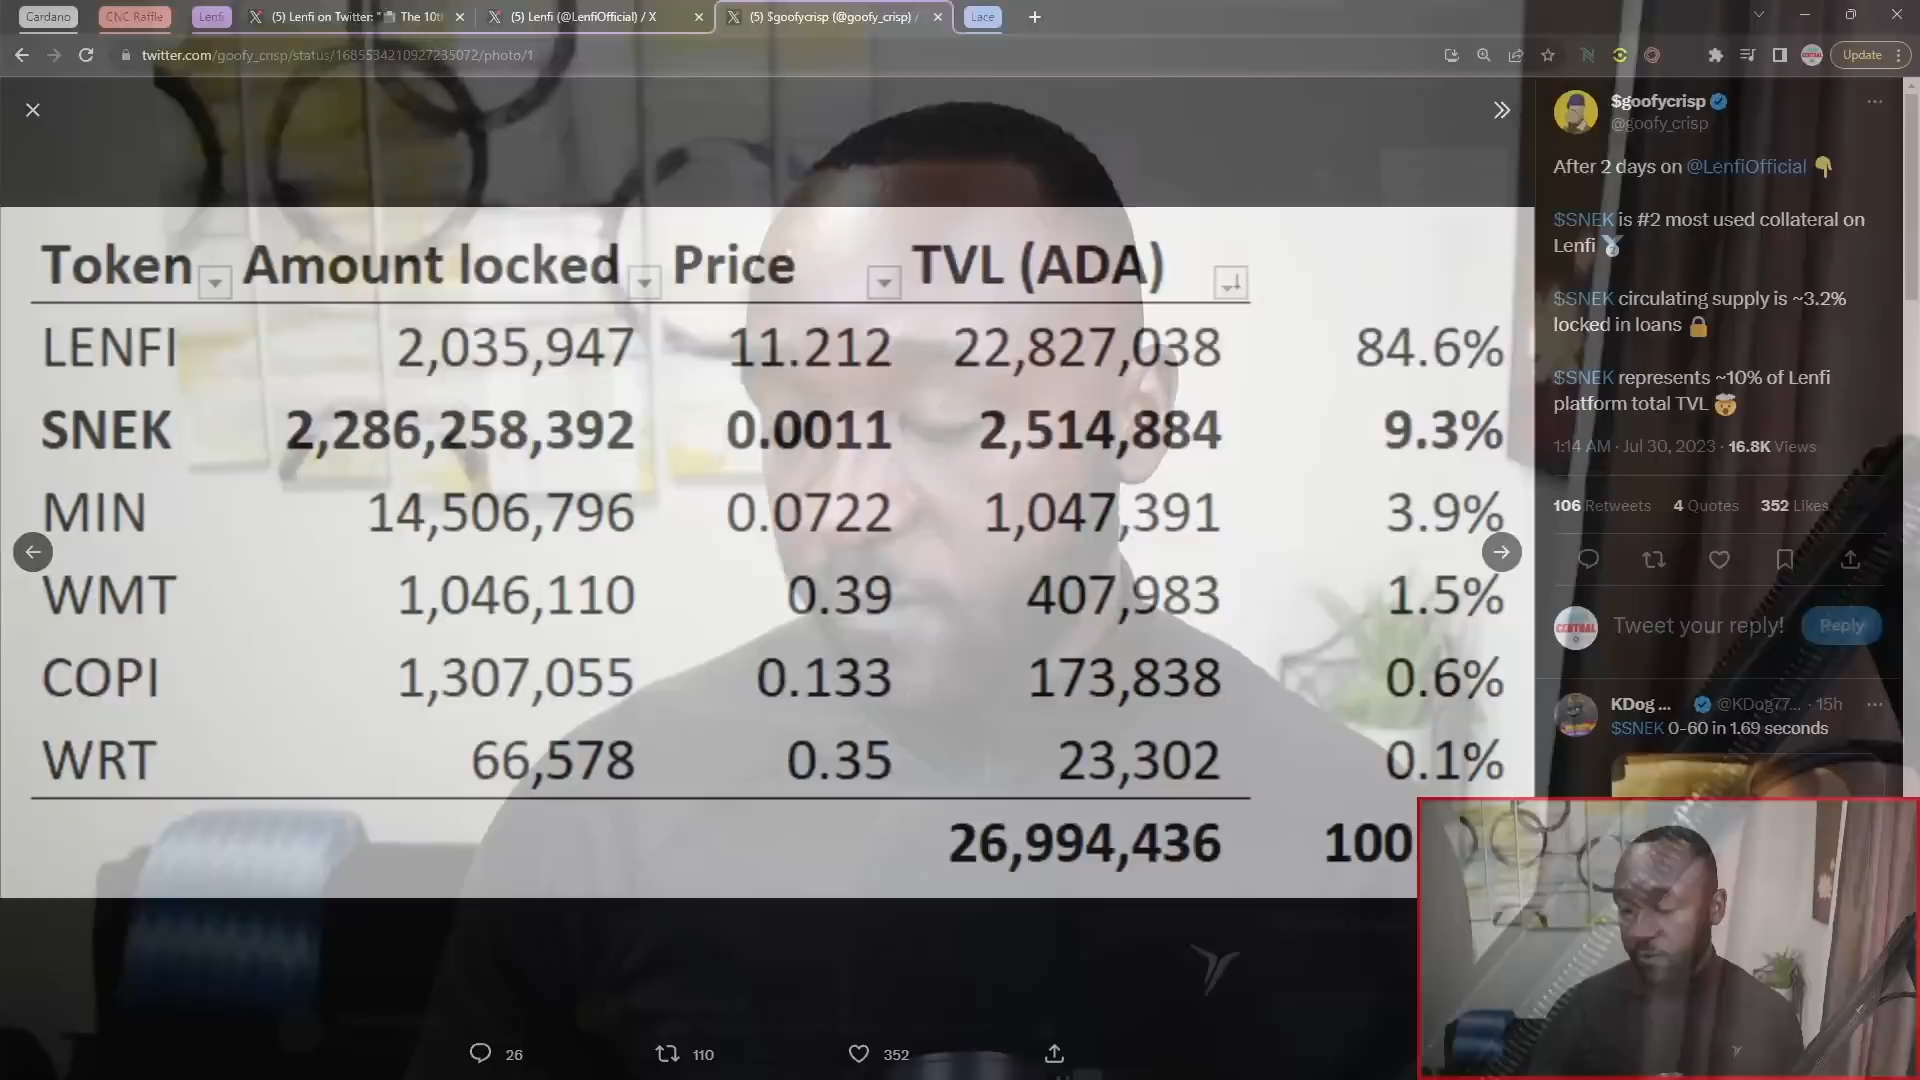 Cardano
CNC Raffle
Lenfi
(5) Lenfi on Twitter: "
The 10th
(5) Lenfi (@LenfiOfficial) / X
(5) $goofycrisp (@goofy_crisp) /
Lace
twitter.com/goofy_crisp/status/1685534210927235072/photo/1
Update
Token Amount locked Price TVL (ADA)
LENFI 2,035,947 11.212 22,827,038 84.6%
SNEK 2,286,258,392 0.0011 2,514,884 9.3%
MIN 14,506,796 0.0722 1,047,391 3.9%
WMT 1,046,110 0.39 407,983 1.5%
COPI 1,307,055 0.133 173,838 0.6%
WRT 66,578 0.35 23,302 0.1%
26,994,436 100
26 110 352
$goofycrisp
@goofy_crisp
After 2 days on @LenfiOfficial
$SNEK is #2 most used collateral on
Lenfi
$SNEK circulating supply is ~3.2%
locked in loans
$SNEK represents ~10% of Lenfi
platform total TVL
1:14 AM · Jul 30, 2023 · 16.8K Views
106 Retweets 4 Quotes 352 Likes
CENTRAL
Tweet your reply!
Reply
KDog ... @KDog77... · 15h
$SNEK 0-60 in 1.69 seconds